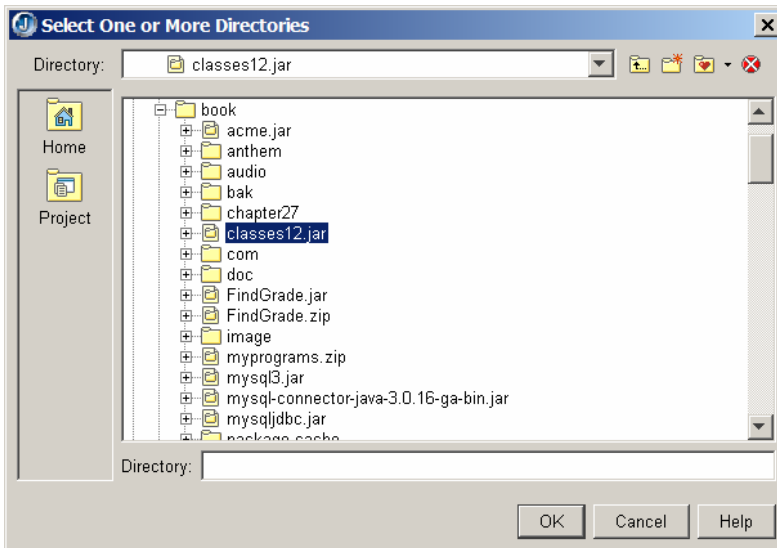 Select One or More Directories
Directory: classes12.jar
Home
Project
book
acme.jar
anthem
audio
bak
chapter27
classes12.jar
com
doc
FindGrade.jar
FindGrade.zip
image
myprograms.zip
mysql3.jar
mysql-connector-java-3.0.16-ga-bin.jar
mysqljdbc.jar
package cache
Directory:
OK Cancel Help